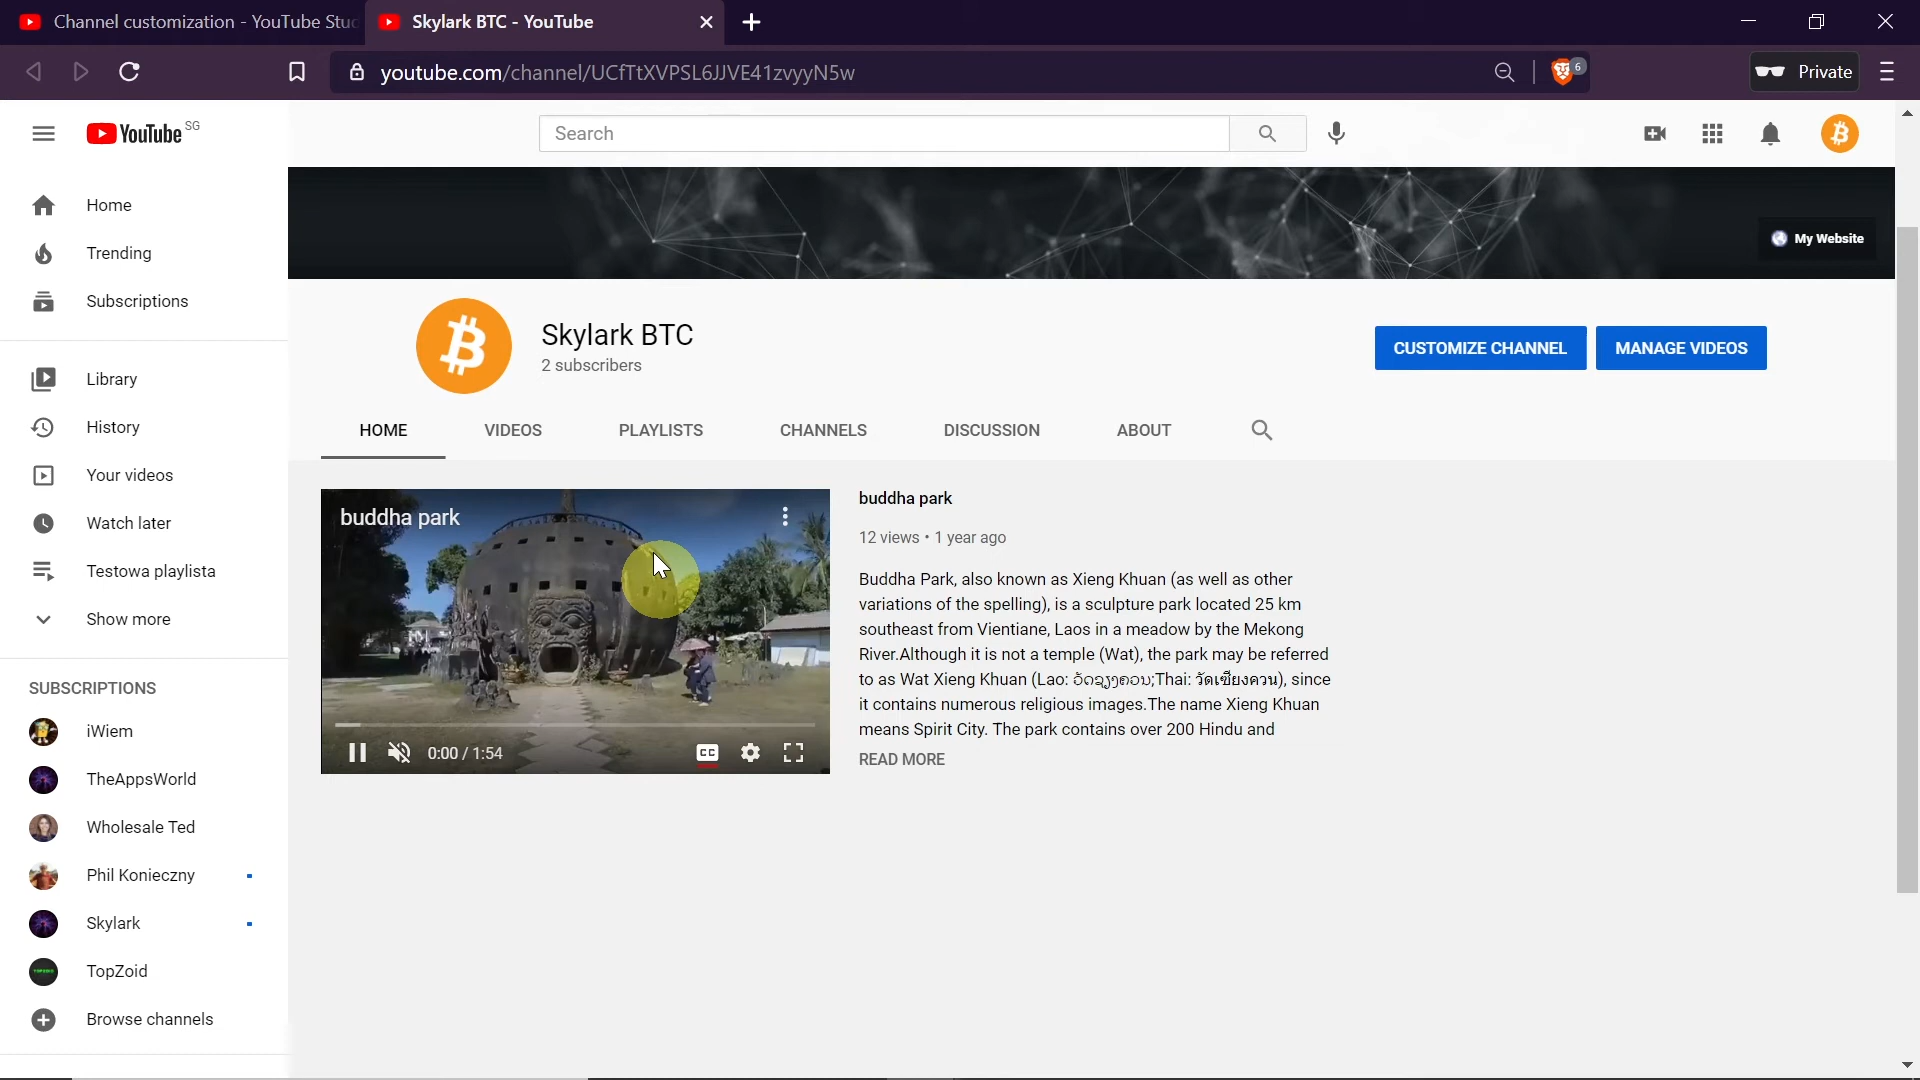 Channel customization - YouTube Stu
Skylark BTC - YouTube
youtube.com/channel/UCfTtXVPSL6JJVE41zvyyN5w
6
Private
YouTube SG
Search
Home
Trending
Subscriptions
Library
History
Your videos
Watch later
Testowa playlista
Show more
SUBSCRIPTIONS
iWiem
TheAppsWorld
Wholesale Ted
Phil Konieczny
Skylark
TopZoid
Browse channels
My Website
Skylark BTC
2 subscribers
CUSTOMIZE CHANNEL
MANAGE VIDEOS
HOME
VIDEOS
PLAYLISTS
CHANNELS
DISCUSSION
ABOUT
buddha park
0:00 / 1:54
CC
buddha park
12 views • 1 year ago
Buddha Park, also known as Xieng Khuan (as well as other
variations of the spelling), is a sculpture park located 25 km
southeast from Vientiane, Laos in a meadow by the Mekong
River.Although it is not a temple (Wat), the park may be referred
to as Wat Xieng Khuan (Lao: ວັດຊຽງຄວນ;Thai: วัดเซียงควน), since
it contains numerous religious images.The name Xieng Khuan
means Spirit City. The park contains over 200 Hindu and
READ MORE